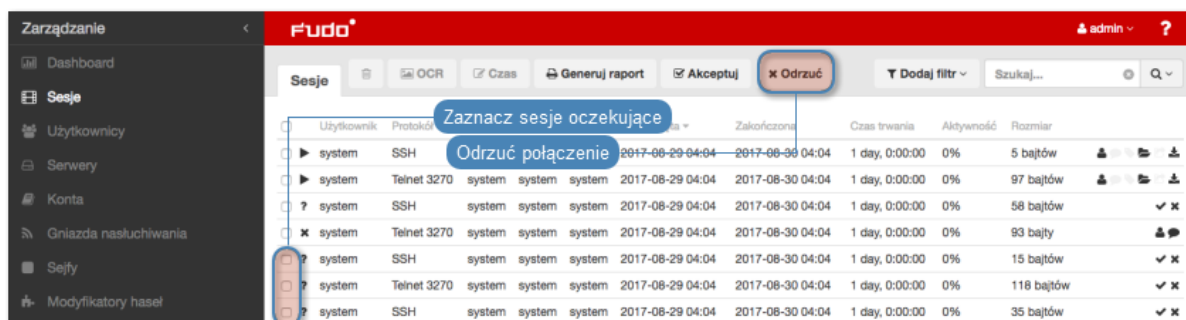 Zarządzanie
FUDO
admin
?
Dashboard
Sesje
Użytkownicy
Serwery
Konta
Gniazda nasłuchiwania
Sejfy
Modyfikatory haseł
Sesje OCR Czas Generuj raport Akceptuj Odrzuć Dodaj filtr Szukaj...
Zaznacz sesje oczekujące
Odrzuć połączenie
Użytkownik Protokół Zakończona Czas trwania Aktywność Rozmiar
system SSH 2017-08-29 04:04 2017-08-30 04:04 1 day, 0:00:00 0% 5 bajtów
system Telnet 3270 system system system 2017-08-29 04:04 2017-08-30 04:04 1 day, 0:00:00 0% 97 bajtów
? system SSH system system system 2017-08-29 04:04 2017-08-30 04:04 1 day, 0:00:00 0% 58 bajtów
system Telnet 3270 system system system 2017-08-29 04:04 2017-08-30 04:04 1 day, 0:00:00 0% 93 bajty
? system SSH system system system 2017-08-29 04:04 2017-08-30 04:04 1 day, 0:00:00 0% 15 bajtów
? system Telnet 3270 system system system 2017-08-29 04:04 2017-08-30 04:04 1 day, 0:00:00 0% 118 bajtów
? system SSH system system system 2017-08-29 04:04 2017-08-30 04:04 1 day, 0:00:00 0% 35 bajtów